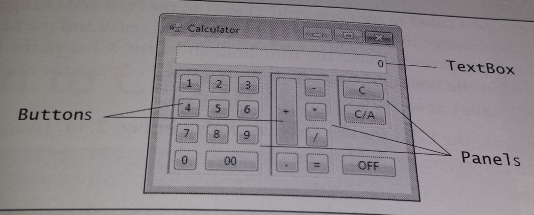 Calculator
0
TextBox
1 2 3 - C
Buttons 4 5 6 + * C/A
7 8 9 /
Panels
0 00 . = OFF